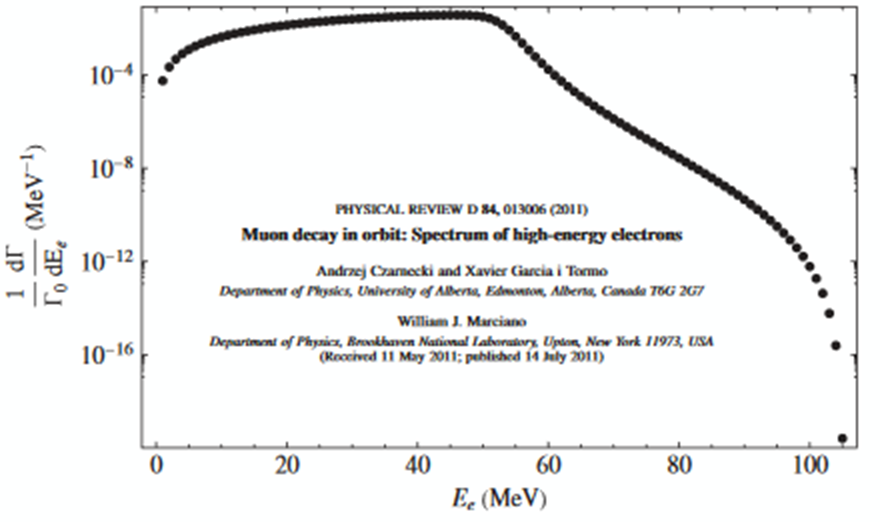 10⁻⁴
10⁻⁸
10⁻¹²
10⁻¹⁶
1 dΓ
Γ₀ dEₑ (MeV⁻¹)
PHYSICAL REVIEW D 84, 013006 (2011)
Muon decay in orbit: Spectrum of high-energy electrons
Andrzej Czarnecki and Xavier Garcia i Tormo
Department of Physics, University of Alberta, Edmonton, Alberta, Canada T6G 2G7
William J. Marciano
Department of Physics, Brookhaven National Laboratory, Upton, New York 11973, USA
(Received 11 May 2011; published 14 July 2011)
0 20 40 60 80 100
Eₑ (MeV)